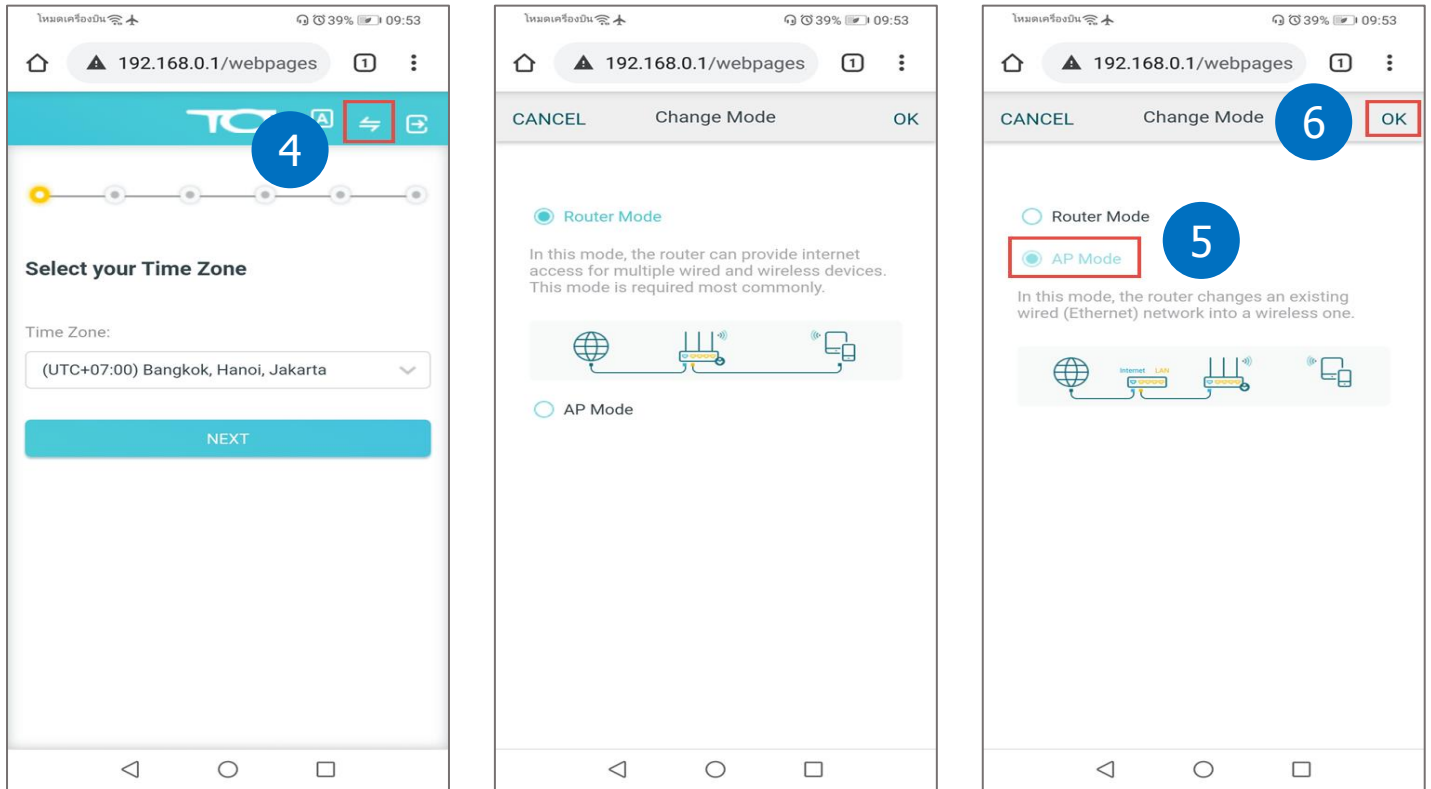 โหมดเครื่องบิน 39% 09:53
192.168.0.1/webpages 1
A
4
Select your Time Zone
Time Zone:
(UTC+07:00) Bangkok, Hanoi, Jakarta
NEXT
โหมดเครื่องบิน 39% 09:53
192.168.0.1/webpages 1
CANCEL Change Mode OK
Router Mode
In this mode, the router can provide internet
access for multiple wired and wireless devices.
This mode is required most commonly.
AP Mode
โหมดเครื่องบิน 39% 09:53
192.168.0.1/webpages 1
CANCEL Change Mode 6 OK
Router Mode
5
AP Mode
In this mode, the router changes an existing
wired (Ethernet) network into a wireless one.
Internet LAN